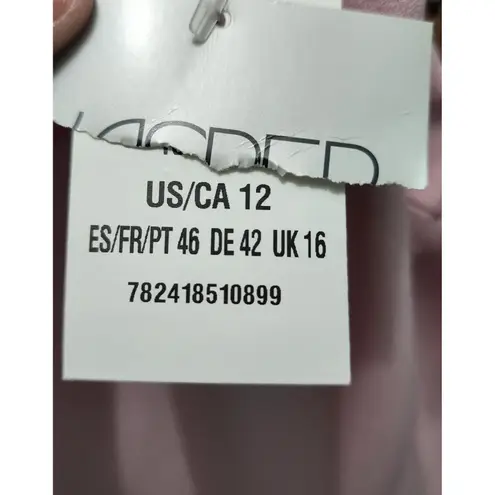 US/CA 12
ES/FR/PT 46 DE 42 UK 16
782418510899